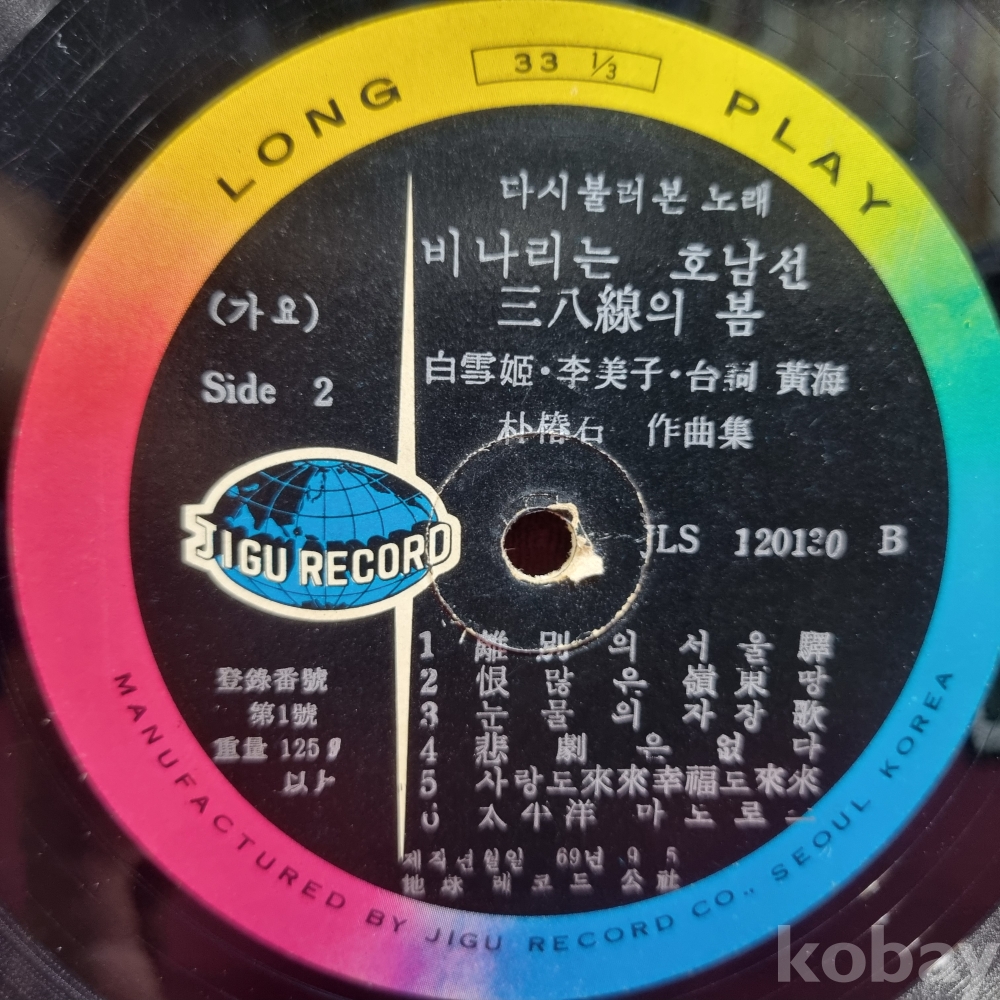 LONG 33 1/3 PLAY
다시불러본 노래
비나리는 호남선
三八線의 봄
(가요)
Side 2
白雪姬·李美子·台詞 黃海
朴椿石 作曲集
JIGU RECORD
JLS 120130 B
1 離別의서울驛
2 恨많은嶺東땅
3 눈물의자장歌
4 悲劇은없다
5 사랑도來來幸福도來來
6 太平洋 마도로스
登錄番號
第1號
重量 125g
以上
제작년월일 69년 9 5
地球 레코드 公社
MANUFACTURED BY JIGU RECORD CO., SEOUL KOREA
kobay